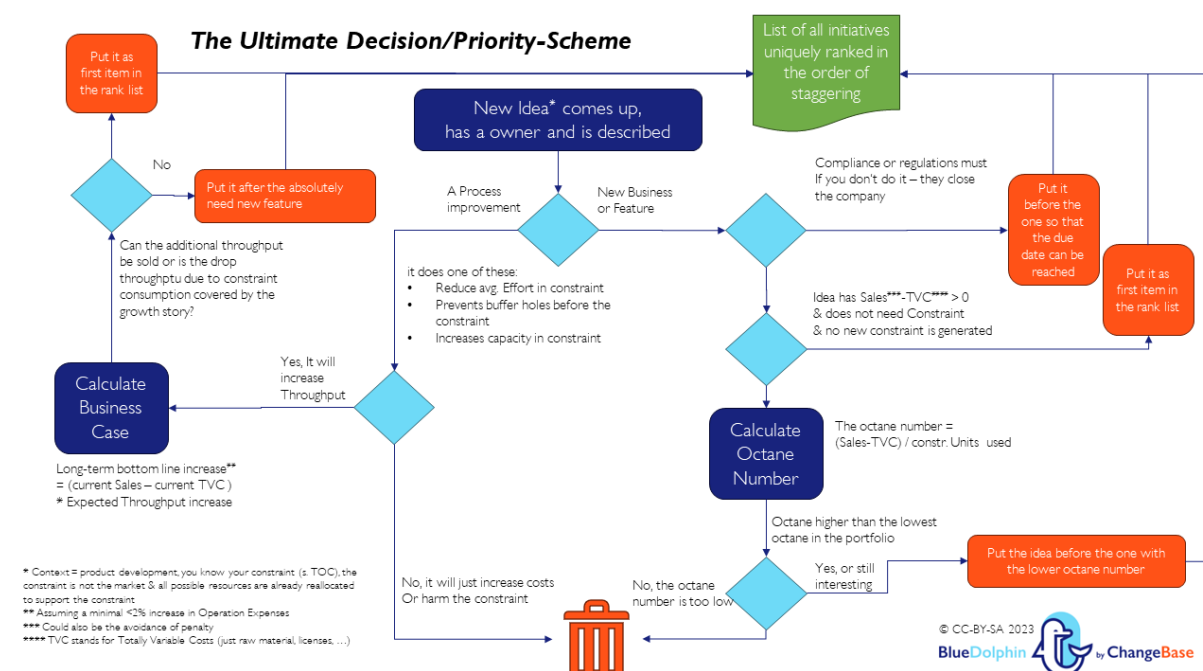 The Ultimate Decision/Priority-Scheme
Put it as
first item in
the rank list
List of all initiatives
uniquely ranked in
the order of
staggering
New Idea* comes up,
has a owner and is described
No
Put it after the absolutely
need new feature
A Process
improvement
New Business
or Feature
Compliance or regulations must
If you don't do it – they close
the company
Put it
before the
one so that
the due
date can be
reached
Can the additional throughput
be sold or is the drop
throughptu due to constraint
consumption covered by the
growth story?
it does one of these:
• Reduce avg. Effort in constraint
• Prevents buffer holes before the
constraint
• Increases capacity in constraint
Idea has Sales***-TVC**** > 0
& does not need Constraint
& no new constraint is generated
Put it as
first item in
the rank list
Yes, It will
increase
Throughput
Calculate
Business
Case
Calculate
Octane
Number
The octane number =
(Sales-TVC) / constr. Units used
Long-term bottom line increase**
= (current Sales – current TVC )
* Expected Throughput increase
Octane higher than the lowest
octane in the portfolio
Yes, or still
interesting
Put the idea before the one with
the lower octane number
No, it will just increase costs
Or harm the constraint
No, the octane
number is too low
* Context = product development, you know your constraint (s. TOC), the
constraint is not the market & all possible resources are already reallocated
to support the constraint
** Assuming a minimal <2% increase in Operation Expenses
*** Could also be the avoidance of penalty
**** TVC stands for Totally Variable Costs (just raw material, licenses, …)
© CC-BY-SA 2023
BlueDolphin by ChangeBase